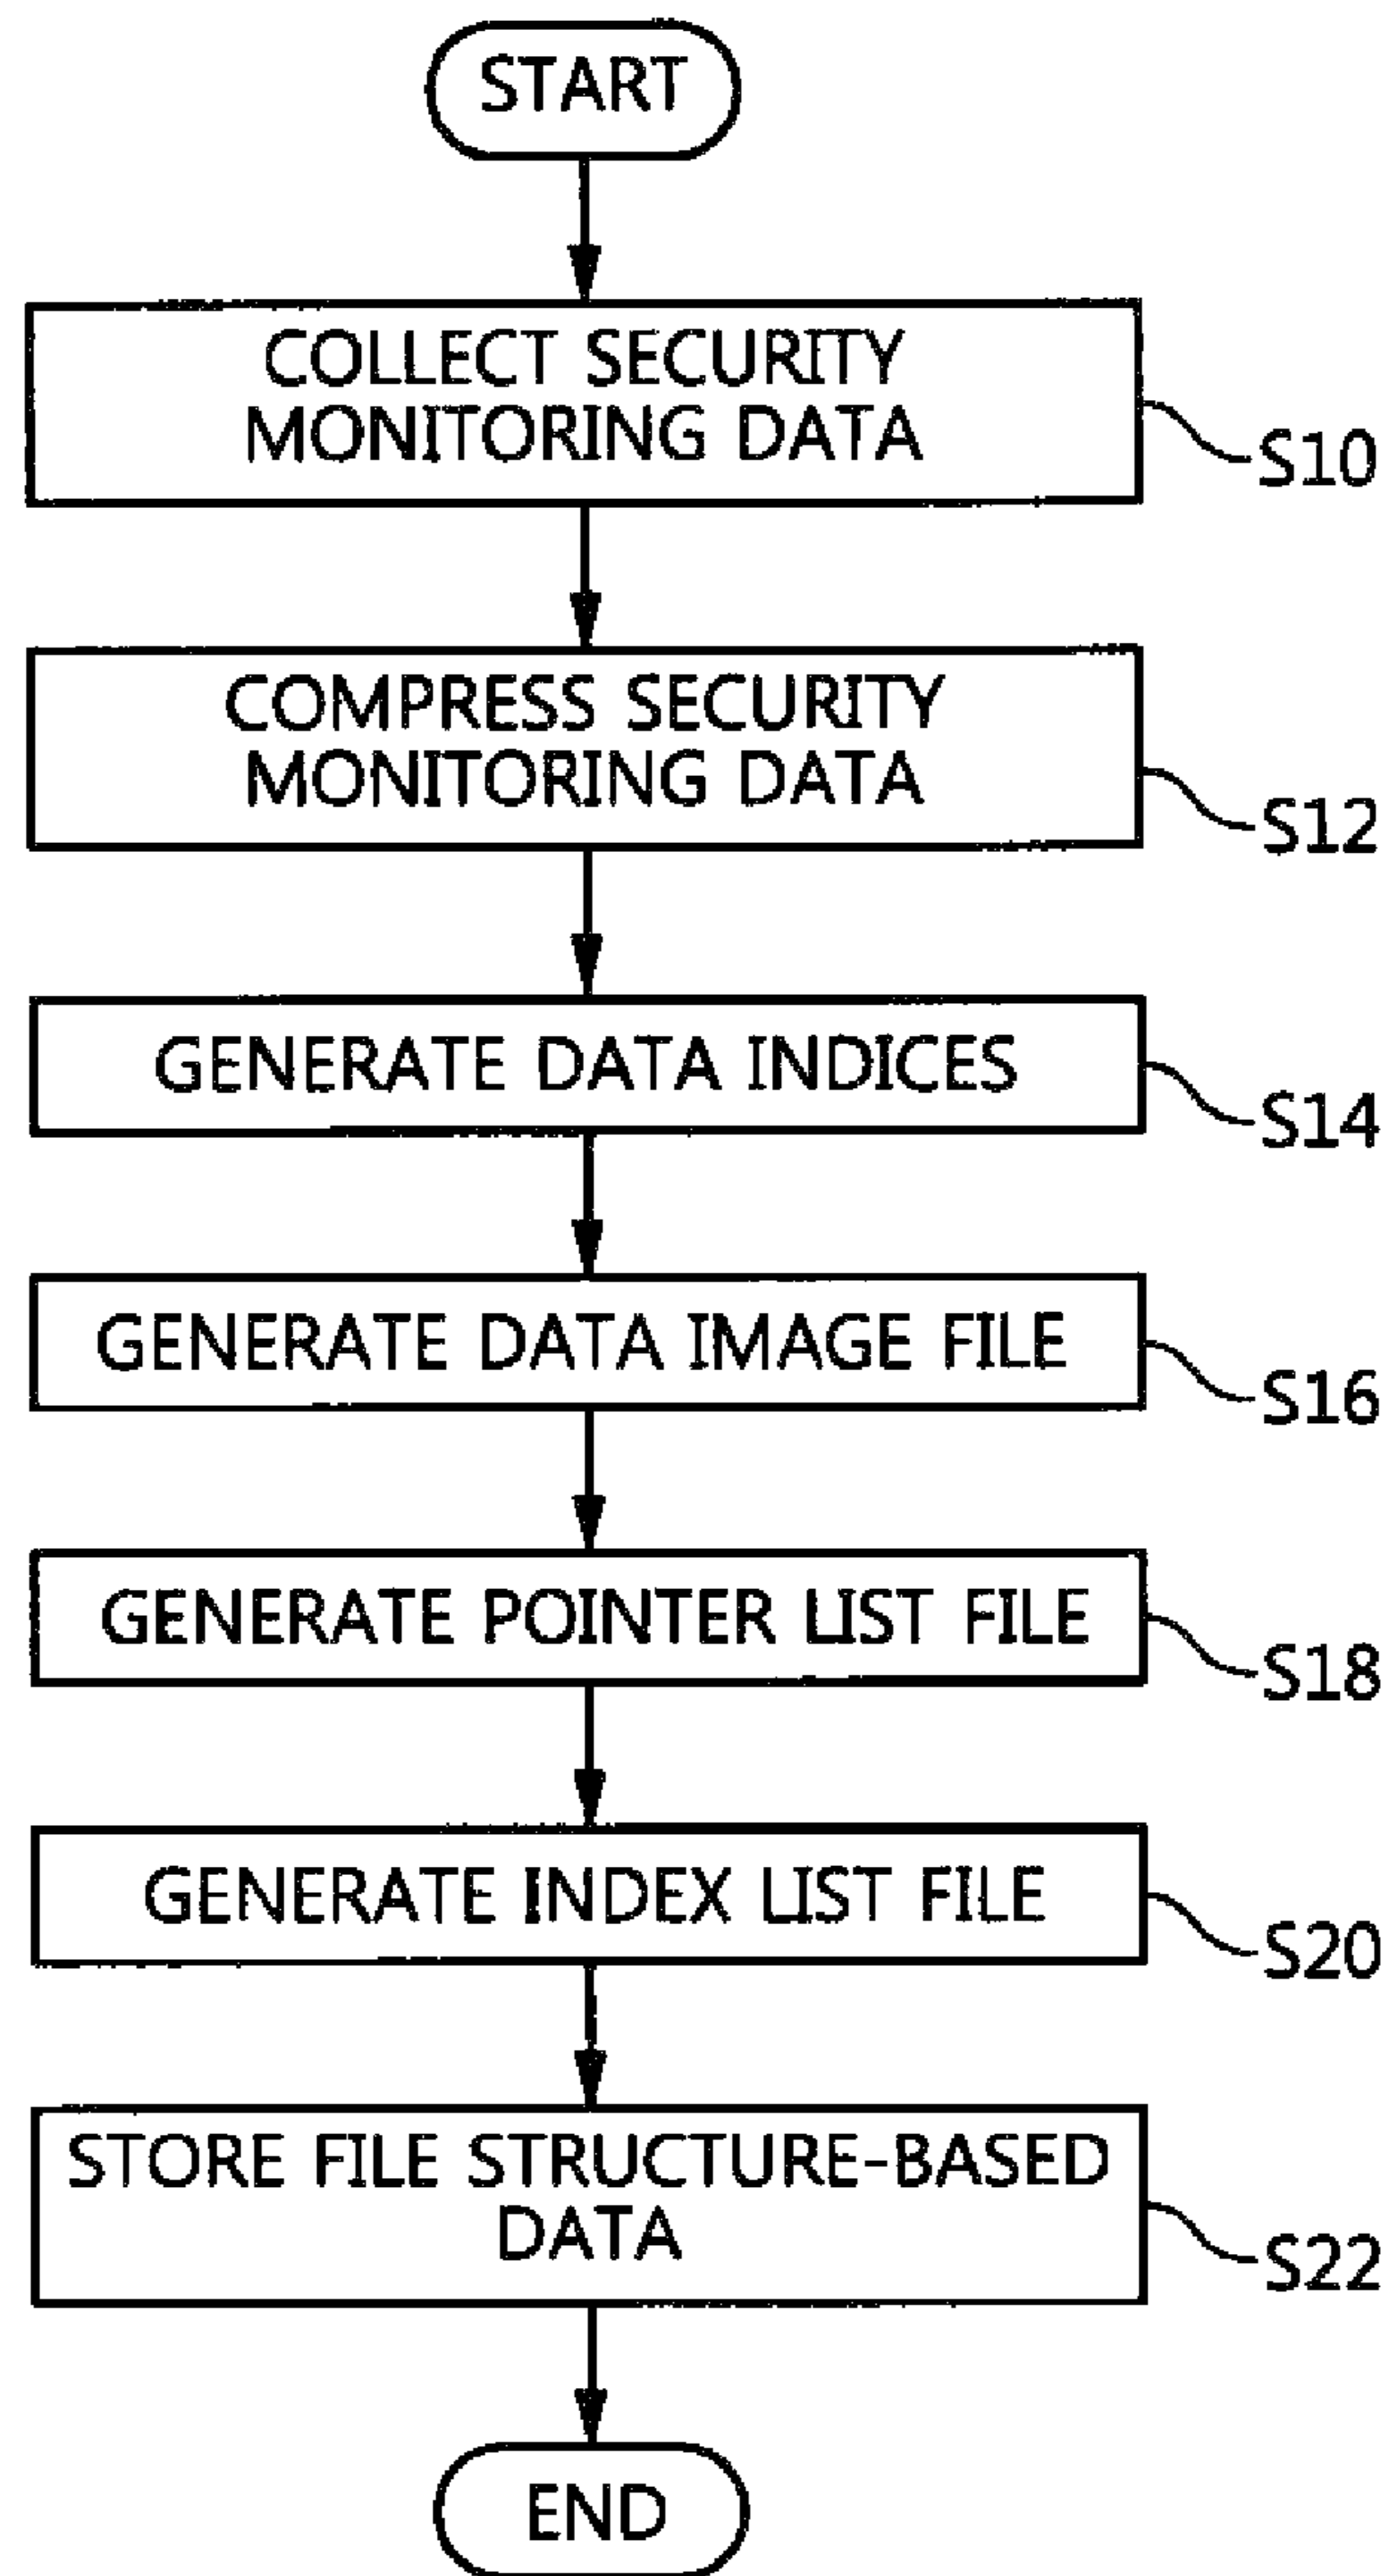 START
COLLECT SECURITY
MONITORING DATA
S10
COMPRESS SECURITY
MONITORING DATA
S12
GENERATE DATA INDICES
S14
GENERATE DATA IMAGE FILE
S16
GENERATE POINTER LIST FILE
S18
GENERATE INDEX LIST FILE
S20
STORE FILE STRUCTURE-BASED
DATA
S22
END